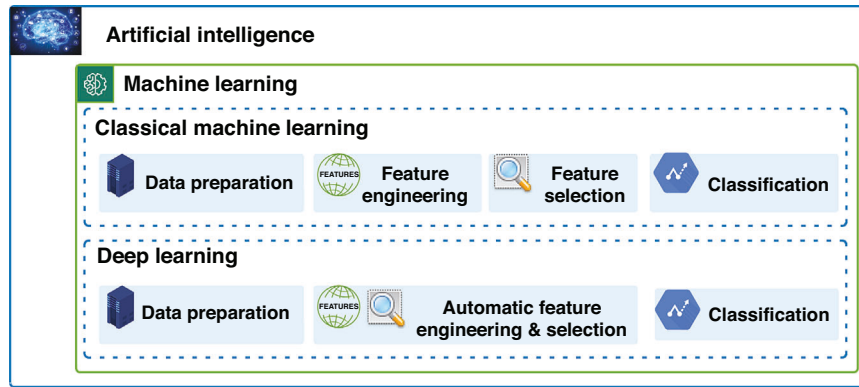 Artificial intelligence
Machine learning
Classical machine learning
Data preparation
FEATURES
Feature
engineering
Feature
selection
Classification
Deep learning
Data preparation
FEATURES
Automatic feature
engineering & selection
Classification